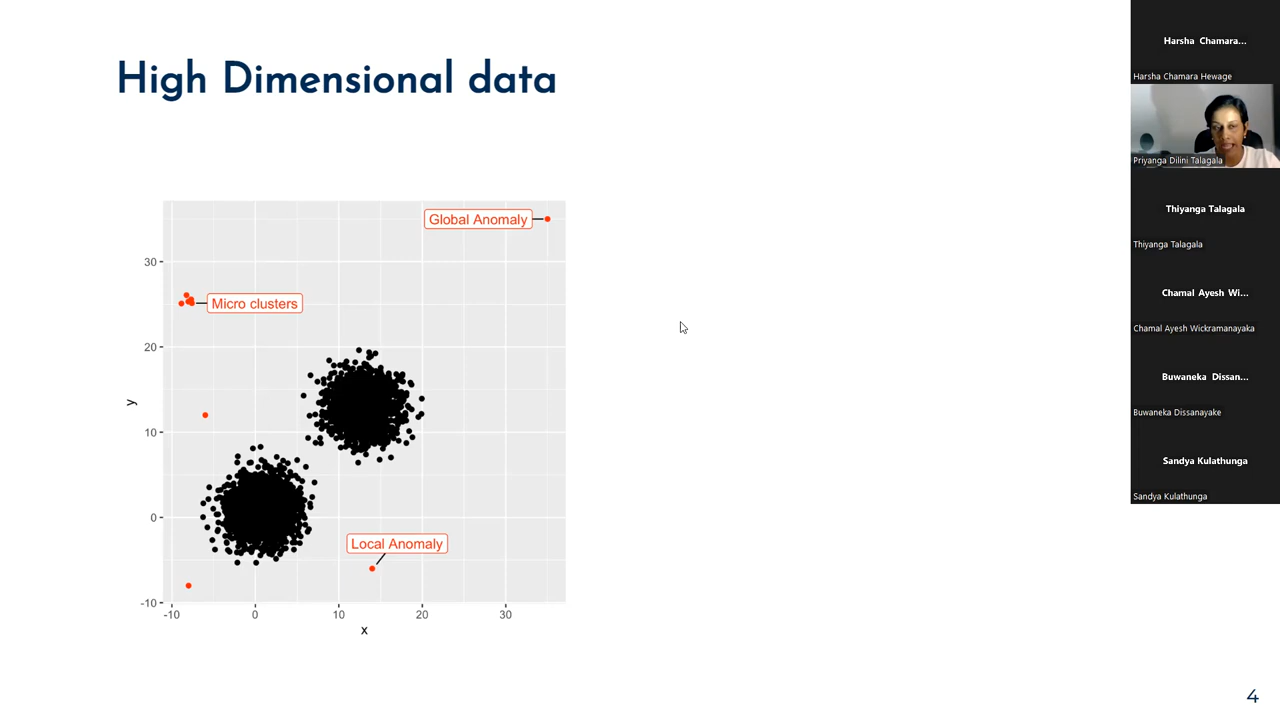 High Dimensional data
Global Anomaly
Micro clusters
Local Anomaly
30
20
10
0
-10
y
-10 0 10 20 30
x
4
Harsha Chamara...
Harsha Chamara Hewage
Priyanga Dilini Talagala
Thiyanga Talagala
Thiyanga Talagala
Chamal Ayesh Wi...
Chamal Ayesh Wickramanayaka
Buwaneka Dissan...
Buwaneka Dissanayake
Sandya Kulathunga
Sandya Kulathunga